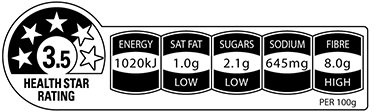 3.5
HEALTH STAR
RATING
ENERGY
1020kJ
SAT FAT
1.0g
LOW
SUGARS
2.1g
LOW
SODIUM
645mg
FIBRE
8.0g
HIGH
PER 100g